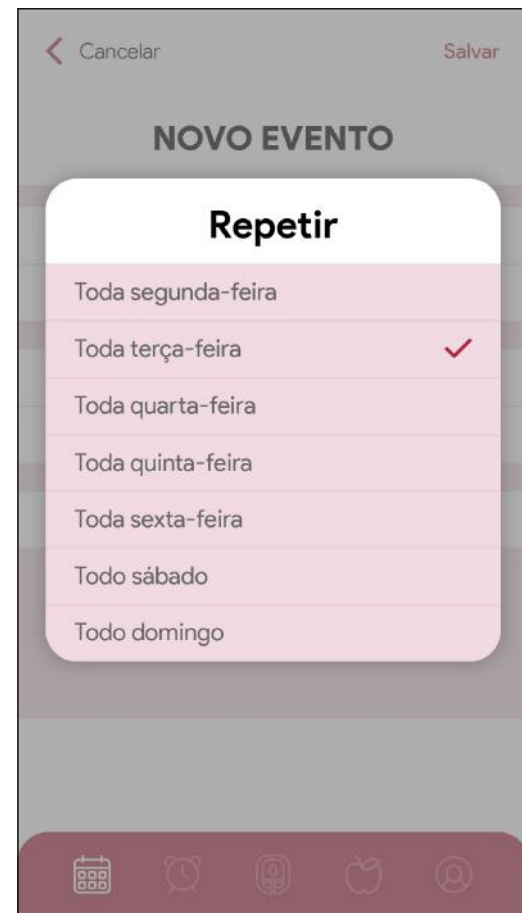 Cancelar Salvar
NOVO EVENTO
Repetir
Toda segunda-feira
Toda terça-feira
Toda quarta-feira
Toda quinta-feira
Toda sexta-feira
Todo sábado
Todo domingo